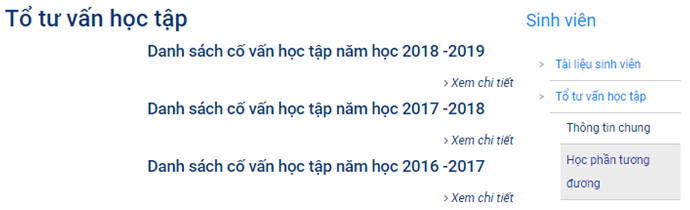 Tổ tư vấn học tập
Danh sách cố vấn học tập năm học 2018 -2019
> Xem chi tiết
Danh sách cố vấn học tập năm học 2017 -2018
> Xem chi tiết
Danh sách cố vấn học tập năm học 2016 -2017
> Xem chi tiết
Sinh viên
> Tài liệu sinh viên
> Tổ tư vấn học tập
Thông tin chung
Học phần tương
đương